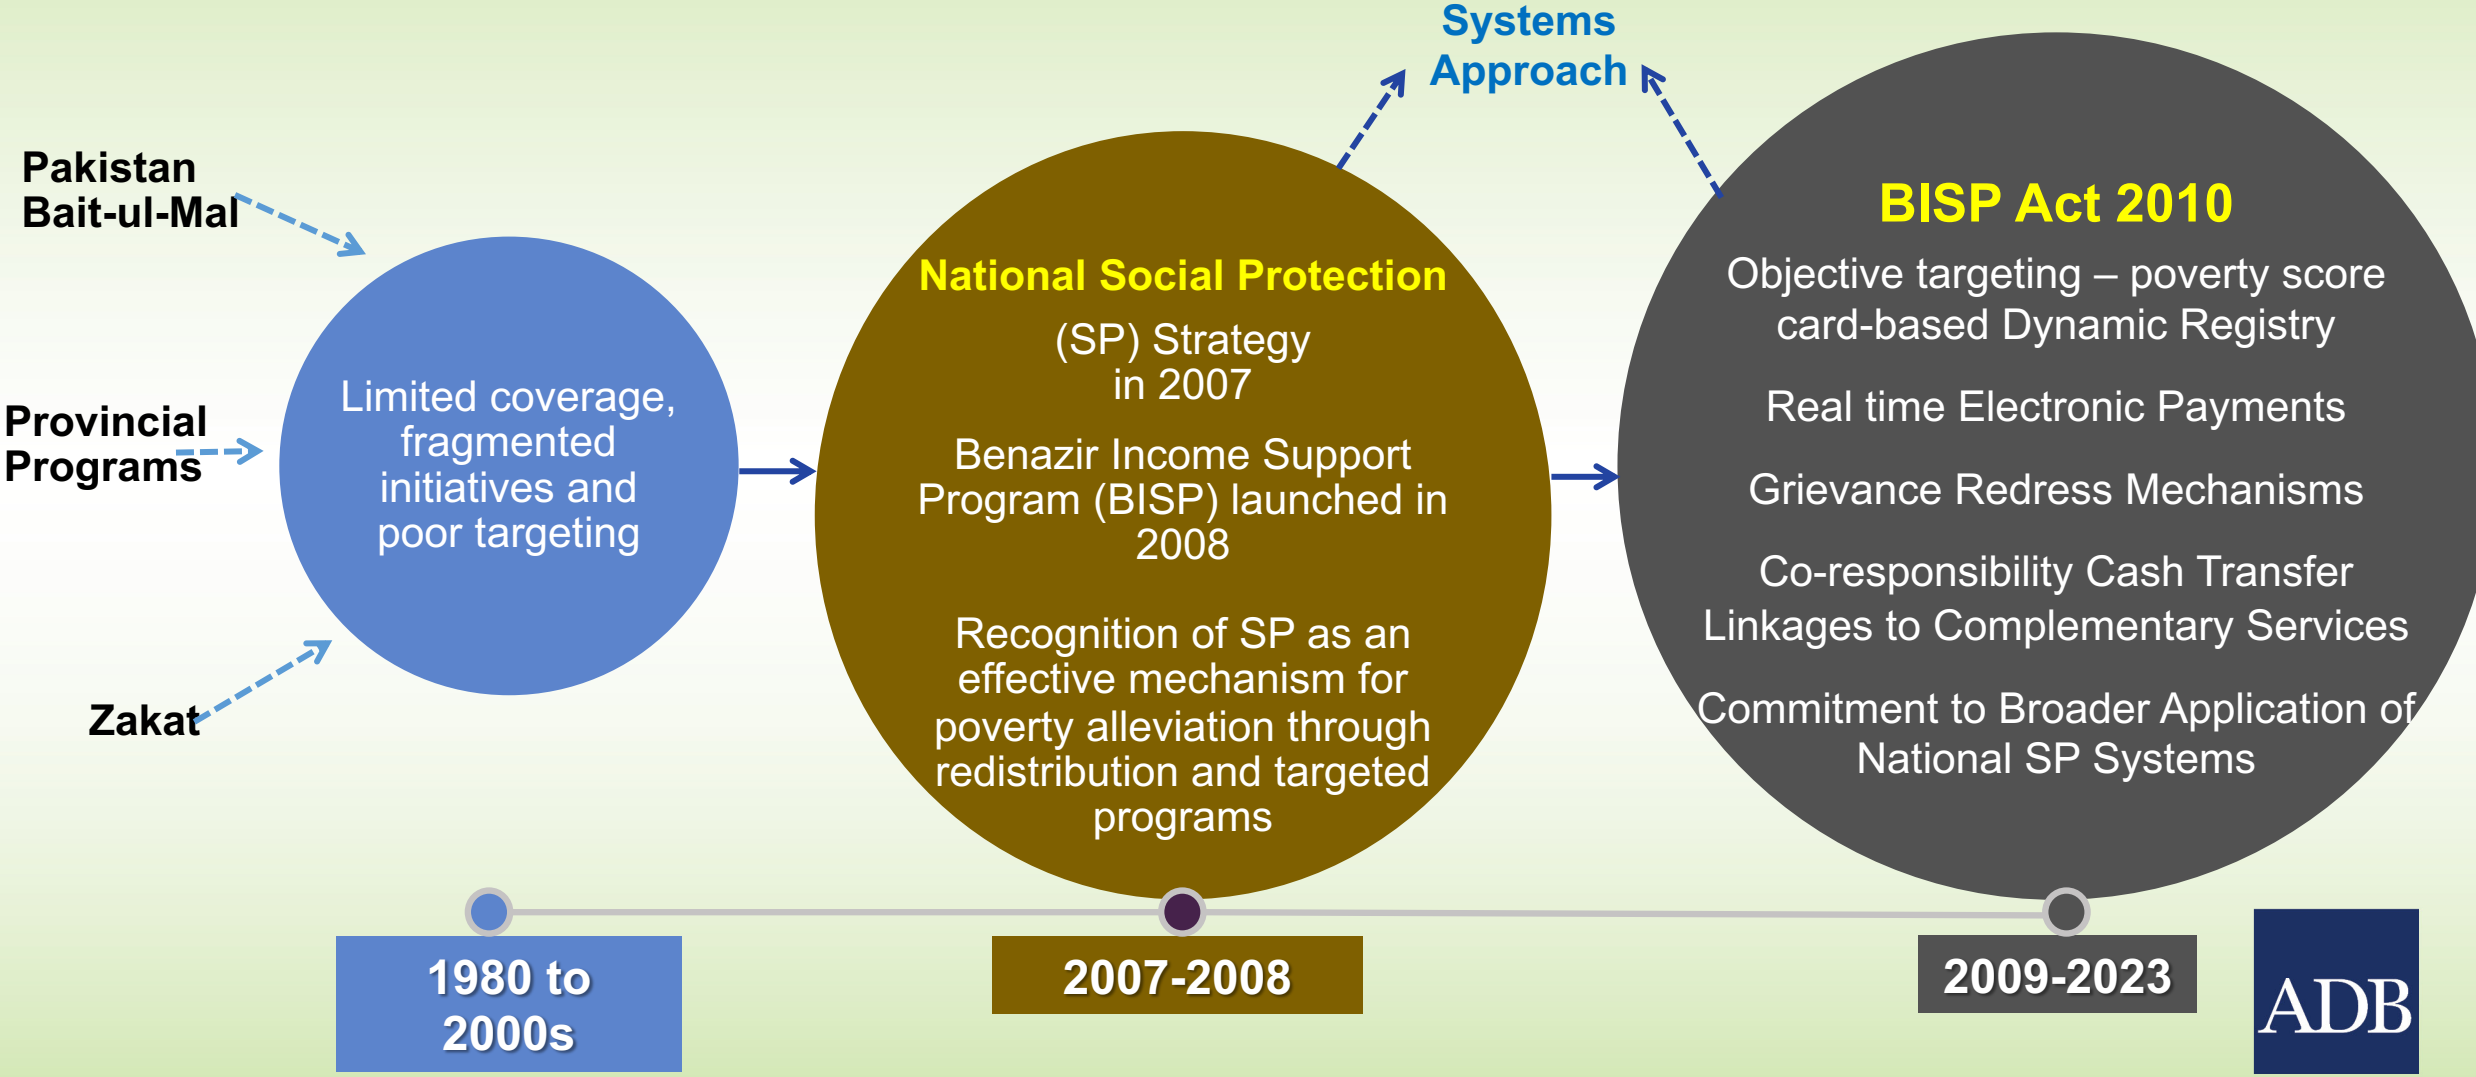 Systems
Approach
Pakistan
Bait-ul-Mal
Provincial
Programs
Zakat
Limited coverage,
fragmented
initiatives and
poor targeting
National Social Protection
(SP) Strategy
in 2007
Benazir Income Support
Program (BISP) launched in
2008
Recognition of SP as an
effective mechanism for
poverty alleviation through
redistribution and targeted
programs
BISP Act 2010
Objective targeting – poverty score
card-based Dynamic Registry
Real time Electronic Payments
Grievance Redress Mechanisms
Co-responsibility Cash Transfer
Linkages to Complementary Services
Commitment to Broader Application of
National SP Systems
1980 to
2000s
2007-2008
2009-2023
ADB